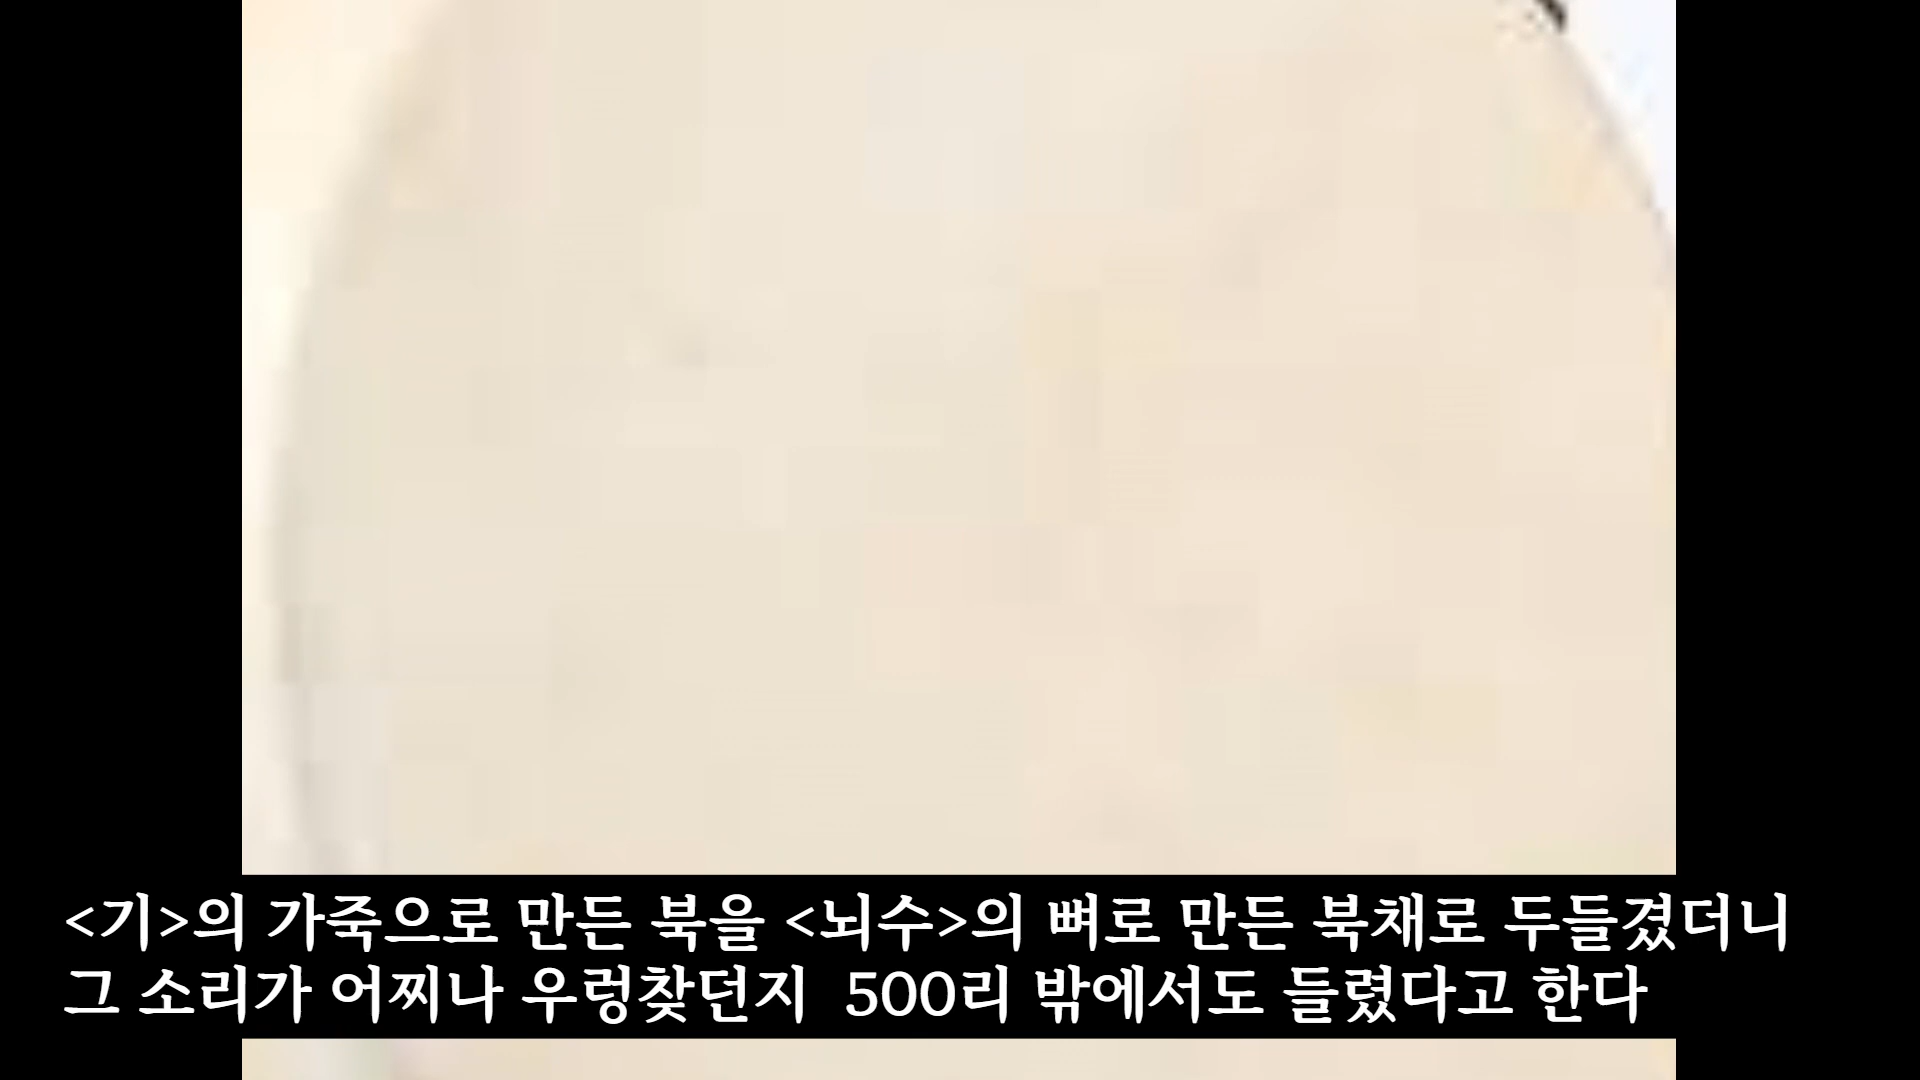 <기>의 가죽으로 만든 북을 <뇌수>의 뼈로 만든 북채로 두들겼더니
그 소리가 어찌나 우렁찾던지 500리 밖에서도 들렸다고 한다